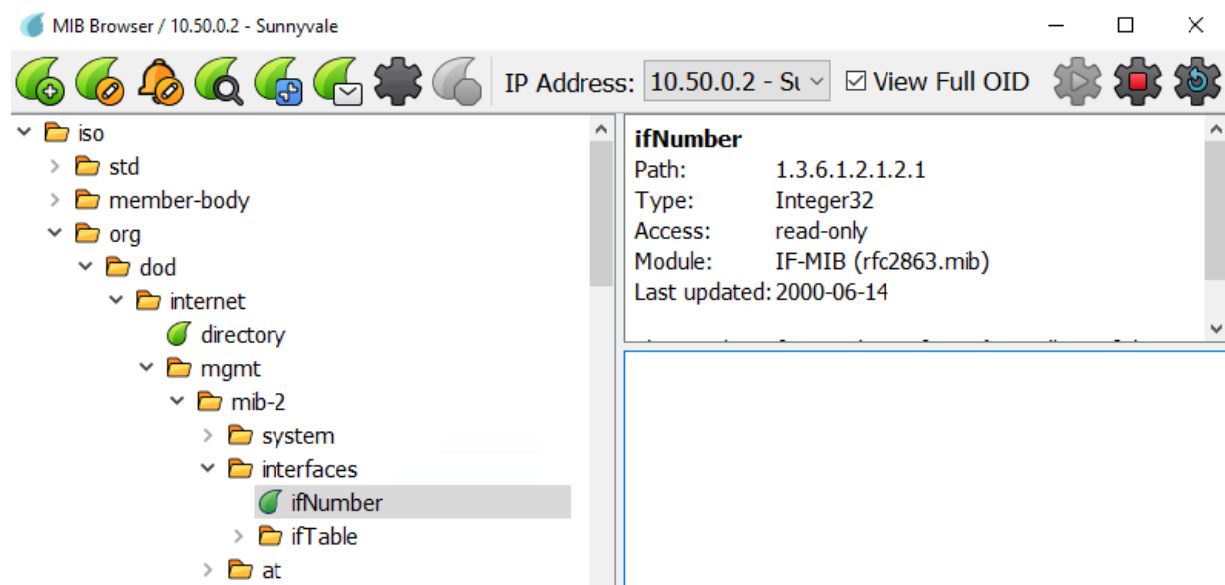 MIB Browser / 10.50.0.2 - Sunnyvale
IP Address: 10.50.0.2 - Su View Full OID
iso
std
member-body
org
dod
internet
directory
mgmt
mib-2
system
interfaces
ifNumber
ifTable
at
ifNumber
Path: 1.3.6.1.2.1.2.1
Type: Integer32
Access: read-only
Module: IF-MIB (rfc2863.mib)
Last updated: 2000-06-14